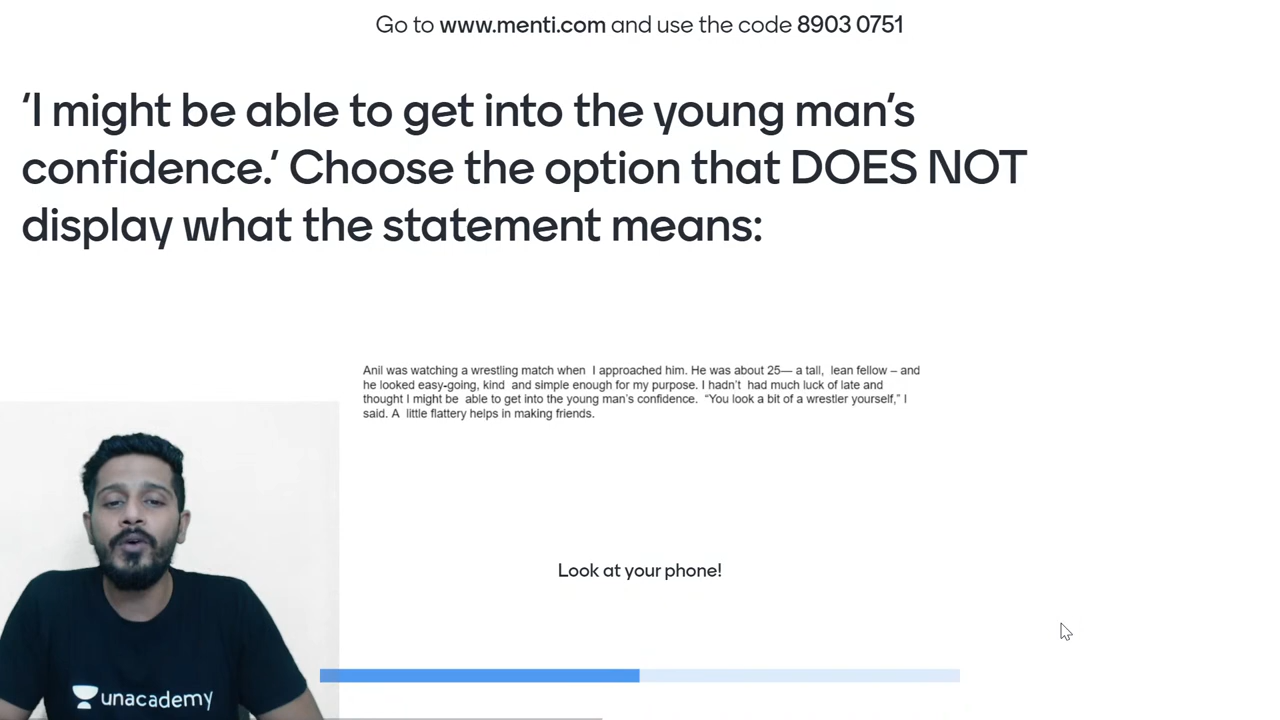 Go to www.menti.com and use the code 8903 0751
‘I might be able to get into the young man’s
confidence.’ Choose the option that DOES NOT
display what the statement means:
Anil was watching a wrestling match when I approached him. He was about 25— a tall, lean fellow – and
he looked easy-going, kind and simple enough for my purpose. I hadn’t had much luck of late and
thought I might be able to get into the young man’s confidence. “You look a bit of a wrestler yourself,” I
said. A little flattery helps in making friends.
Look at your phone!
unacademy